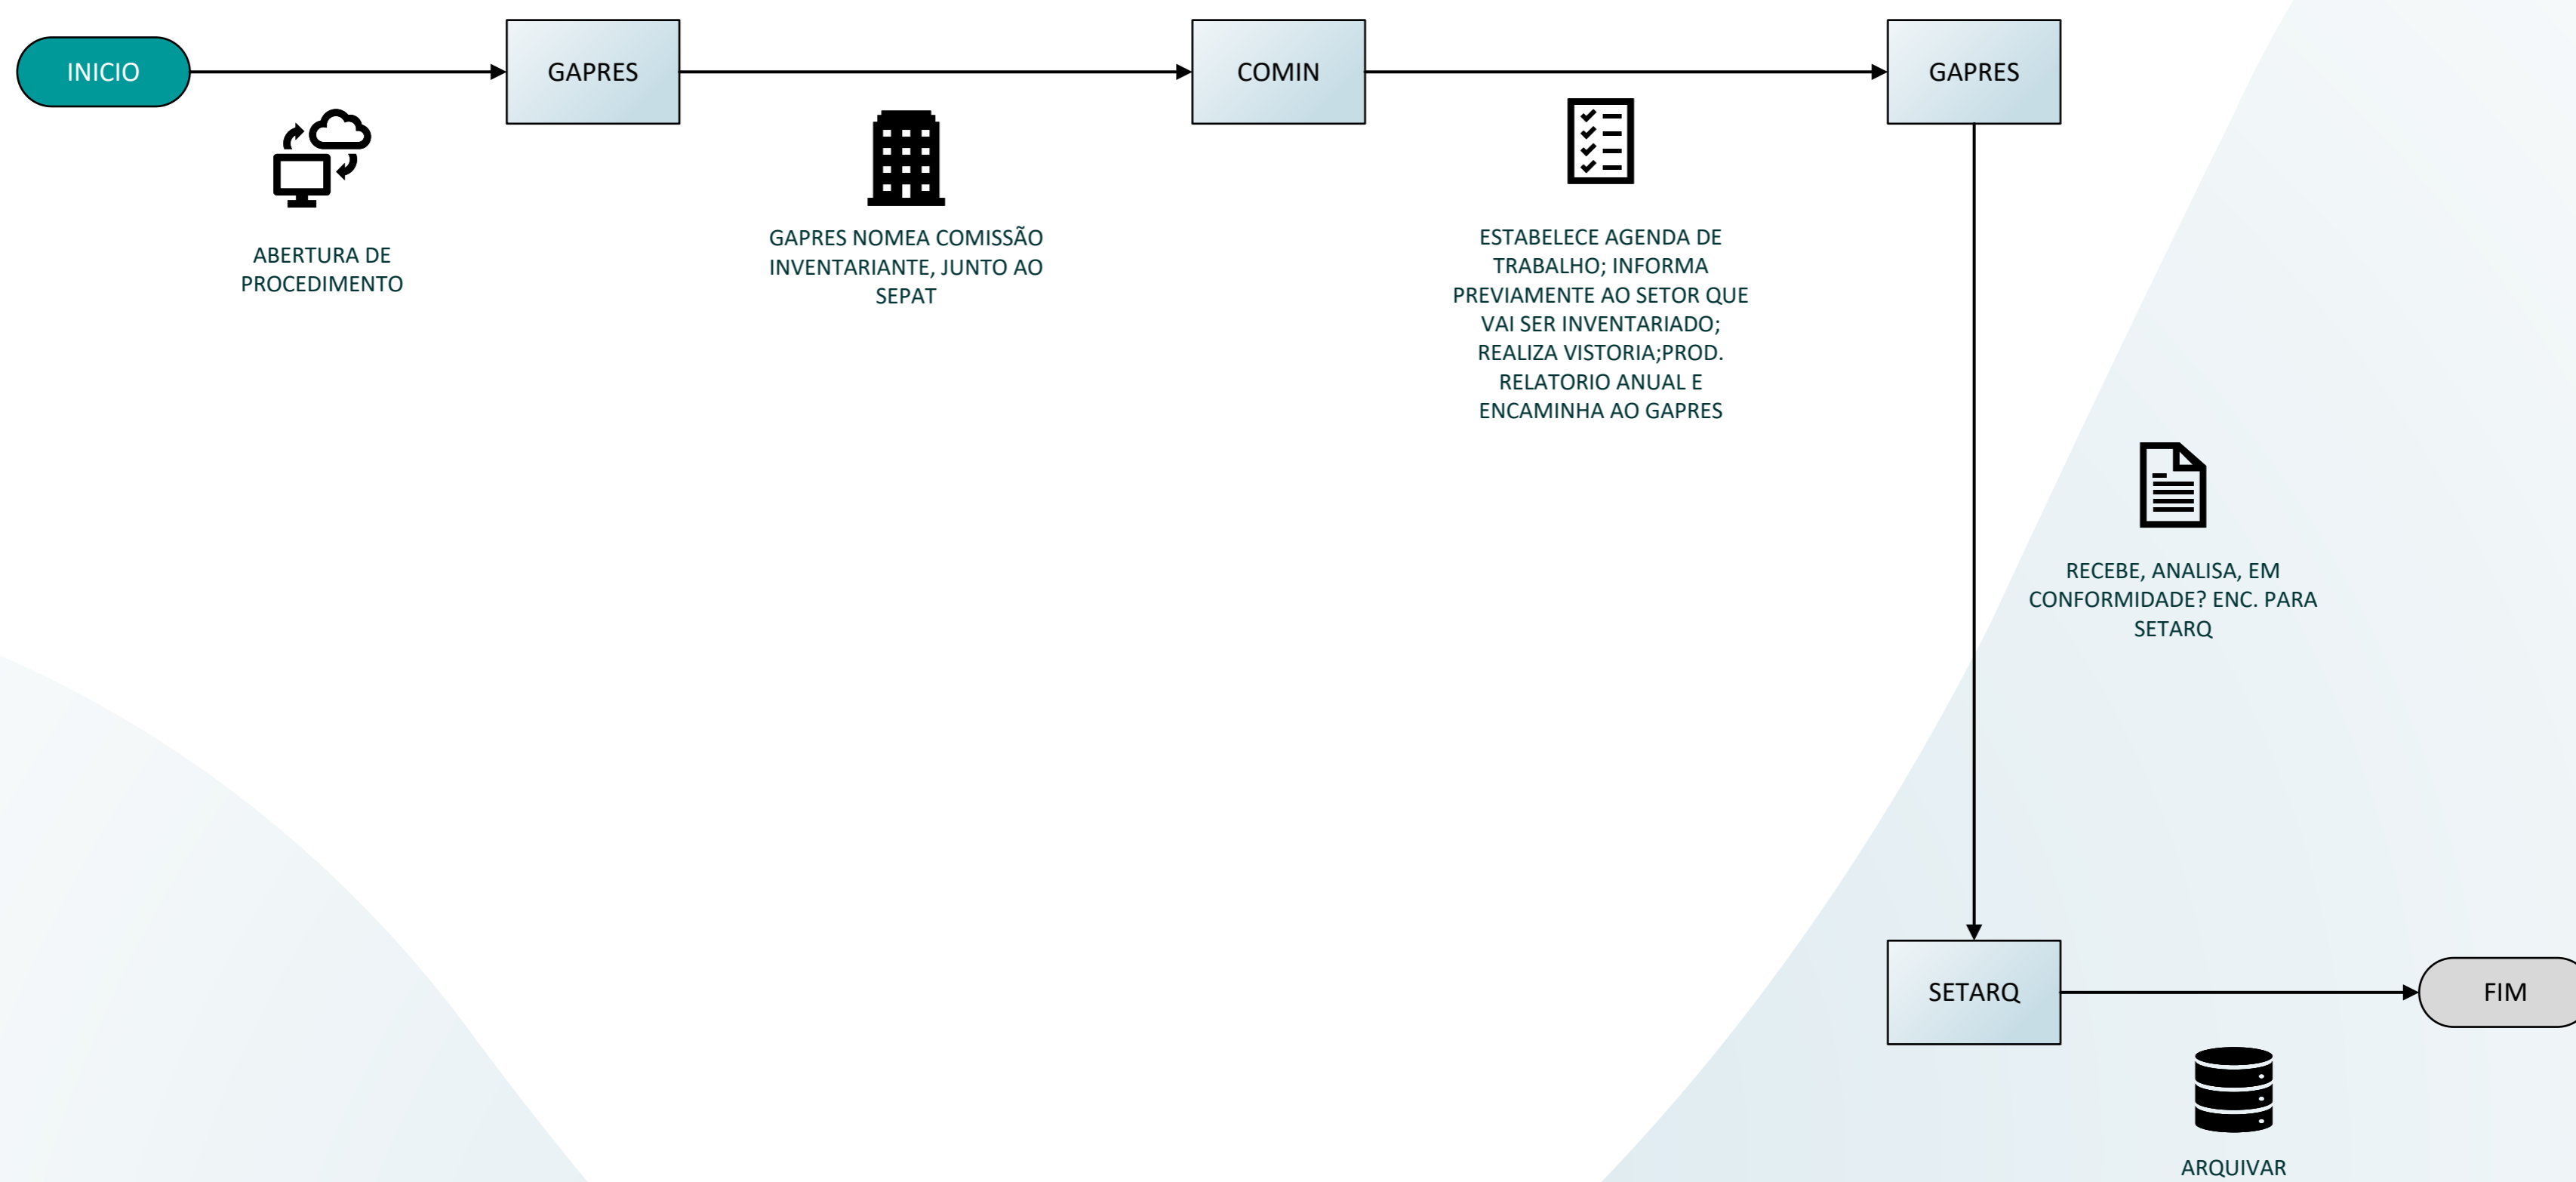 INICIO
GAPRES
COMIN
GAPRES
ABERTURA DE
PROCEDIMENTO
GAPRES NOMEA COMISSÃO
INVENTARIANTE, JUNTO AO
SEPAT
ESTABELECE AGENDA DE
TRABALHO; INFORMA
PREVIAMENTE AO SETOR QUE
VAI SER INVENTARIADO;
REALIZA VISTORIA;PROD.
RELATORIO ANUAL E
ENCAMINHA AO GAPRES
RECEBE, ANALISA, EM
CONFORMIDADE? ENC. PARA
SETARQ
SETARQ
FIM
ARQUIVAR